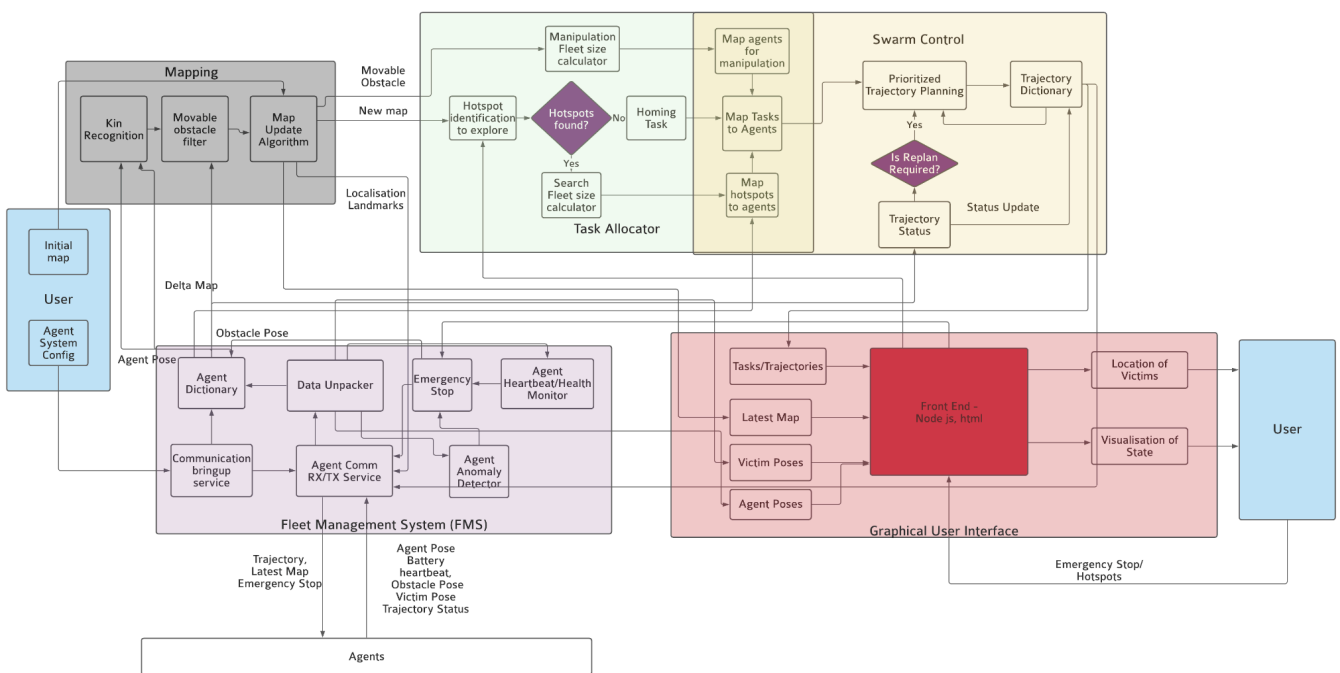 Mapping
Kin
Recognition
Movable
obstacle
filter
Map
Update
Algorithm
Movable
Obstacle
New map
Localisation
Landmarks
Manipulation
Fleet size
calculator
Hotspot
identification
to explore
Hotspots
found?
No
Homing
Task
Yes
Search
Fleet size
calculator
Task Allocator
Map agents
for
manipulation
Map Tasks
to Agents
Map
hotspots
to agents
Swarm Control
Prioritized
Trajectory Planning
Trajectory
Dictionary
Yes
Is Replan
Required?
Trajectory
Status
Status Update
Initial
map
User
Agent
System
Config
Delta Map
Obstacle Pose
Agent Pose
Agent
Dictionary
Data Unpacker
Emergency
Stop
Agent
Heartbeat/Health
Monitor
Communication
bringup
service
Agent Comm
RX/TX Service
Agent
Anomaly
Detector
Fleet Management System (FMS)
Tasks/Trajectories
Latest Map
Victim Poses
Agent Poses
Front End -
Node js, html
Location of
Victims
Visualisation of
State
Graphical User Interface
User
Emergency Stop/
Hotspots
Trajectory,
Latest Map
Emergency Stop
Agent Pose
Battery
heartbeat,
Obstacle Pose
Victim Pose
Trajectory Status
Agents